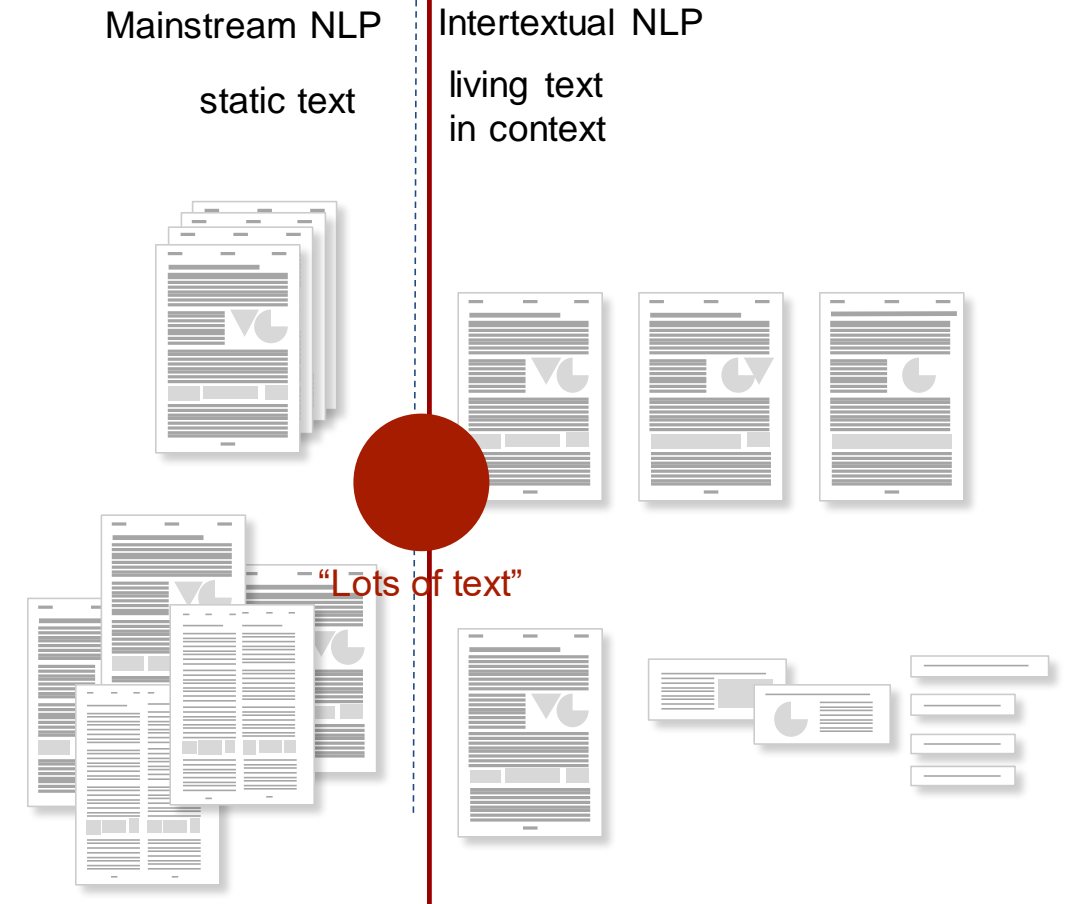 Mainstream NLP
Intertextual NLP
static text
living text
in context
“Lots of text”